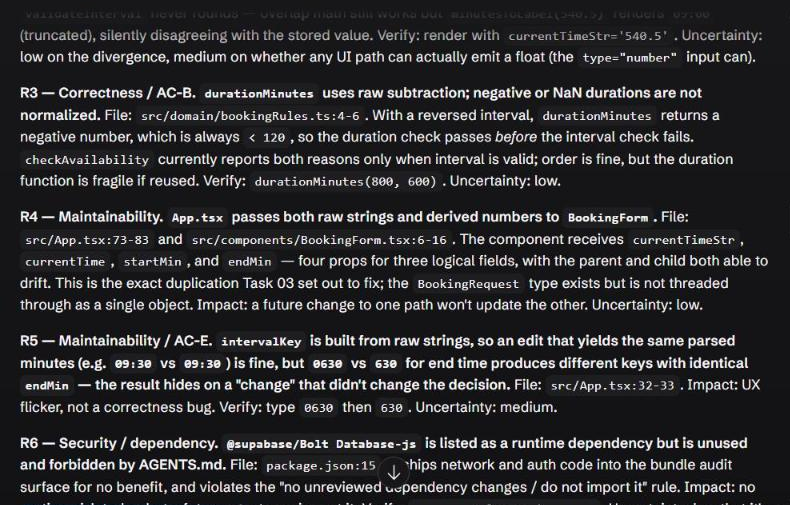 validateInterval never rounds — overlap math still works but minutesToLabel(540.5) renders 09:00
(truncated), silently disagreeing with the stored value. Verify: render with currentTimeStr='540.5'. Uncertainty:
low on the divergence, medium on whether any UI path can actually emit a float (the type="number" input can).
R3 — Correctness / AC-B. durationMinutes uses raw subtraction; negative or NaN durations are not
normalized. File: src/domain/bookingRules.ts:4-6. With a reversed interval, durationMinutes returns a
negative number, which is always < 120, so the duration check passes before the interval check fails.
checkAvailability currently reports both reasons only when interval is valid; order is fine, but the duration
function is fragile if reused. Verify: durationMinutes(800, 600). Uncertainty: low.
R4 — Maintainability. App.tsx passes both raw strings and derived numbers to BookingForm. File:
src/App.tsx:73-83 and src/components/BookingForm.tsx:6-16. The component receives currentTimeStr,
currentTime, startMin, and endMin — four props for three logical fields, with the parent and child both able to
drift. This is the exact duplication Task 03 set out to fix; the BookingRequest type exists but is not threaded
through as a single object. Impact: a future change to one path won't update the other. Uncertainty: low.
R5 — Maintainability / AC-E. intervalKey is built from raw strings, so an edit that yields the same parsed
minutes (e.g. 09:30 vs 09:30) is fine, but 0630 vs 630 for end time produces different keys with identical
endMin — the result hides on a "change" that didn't change the decision. File: src/App.tsx:32-33. Impact: UX
flicker, not a correctness bug. Verify: type 0630 then 630. Uncertainty: medium.
R6 — Security / dependency. @supabase/Bolt Database-js is listed as a runtime dependency but is unused
and forbidden by AGENTS.md. File: package.json:15 network and auth code into the bundle audit
surface for no benefit, and violates the "no unreviewed dependency changes / do not import it" rule. Impact: no